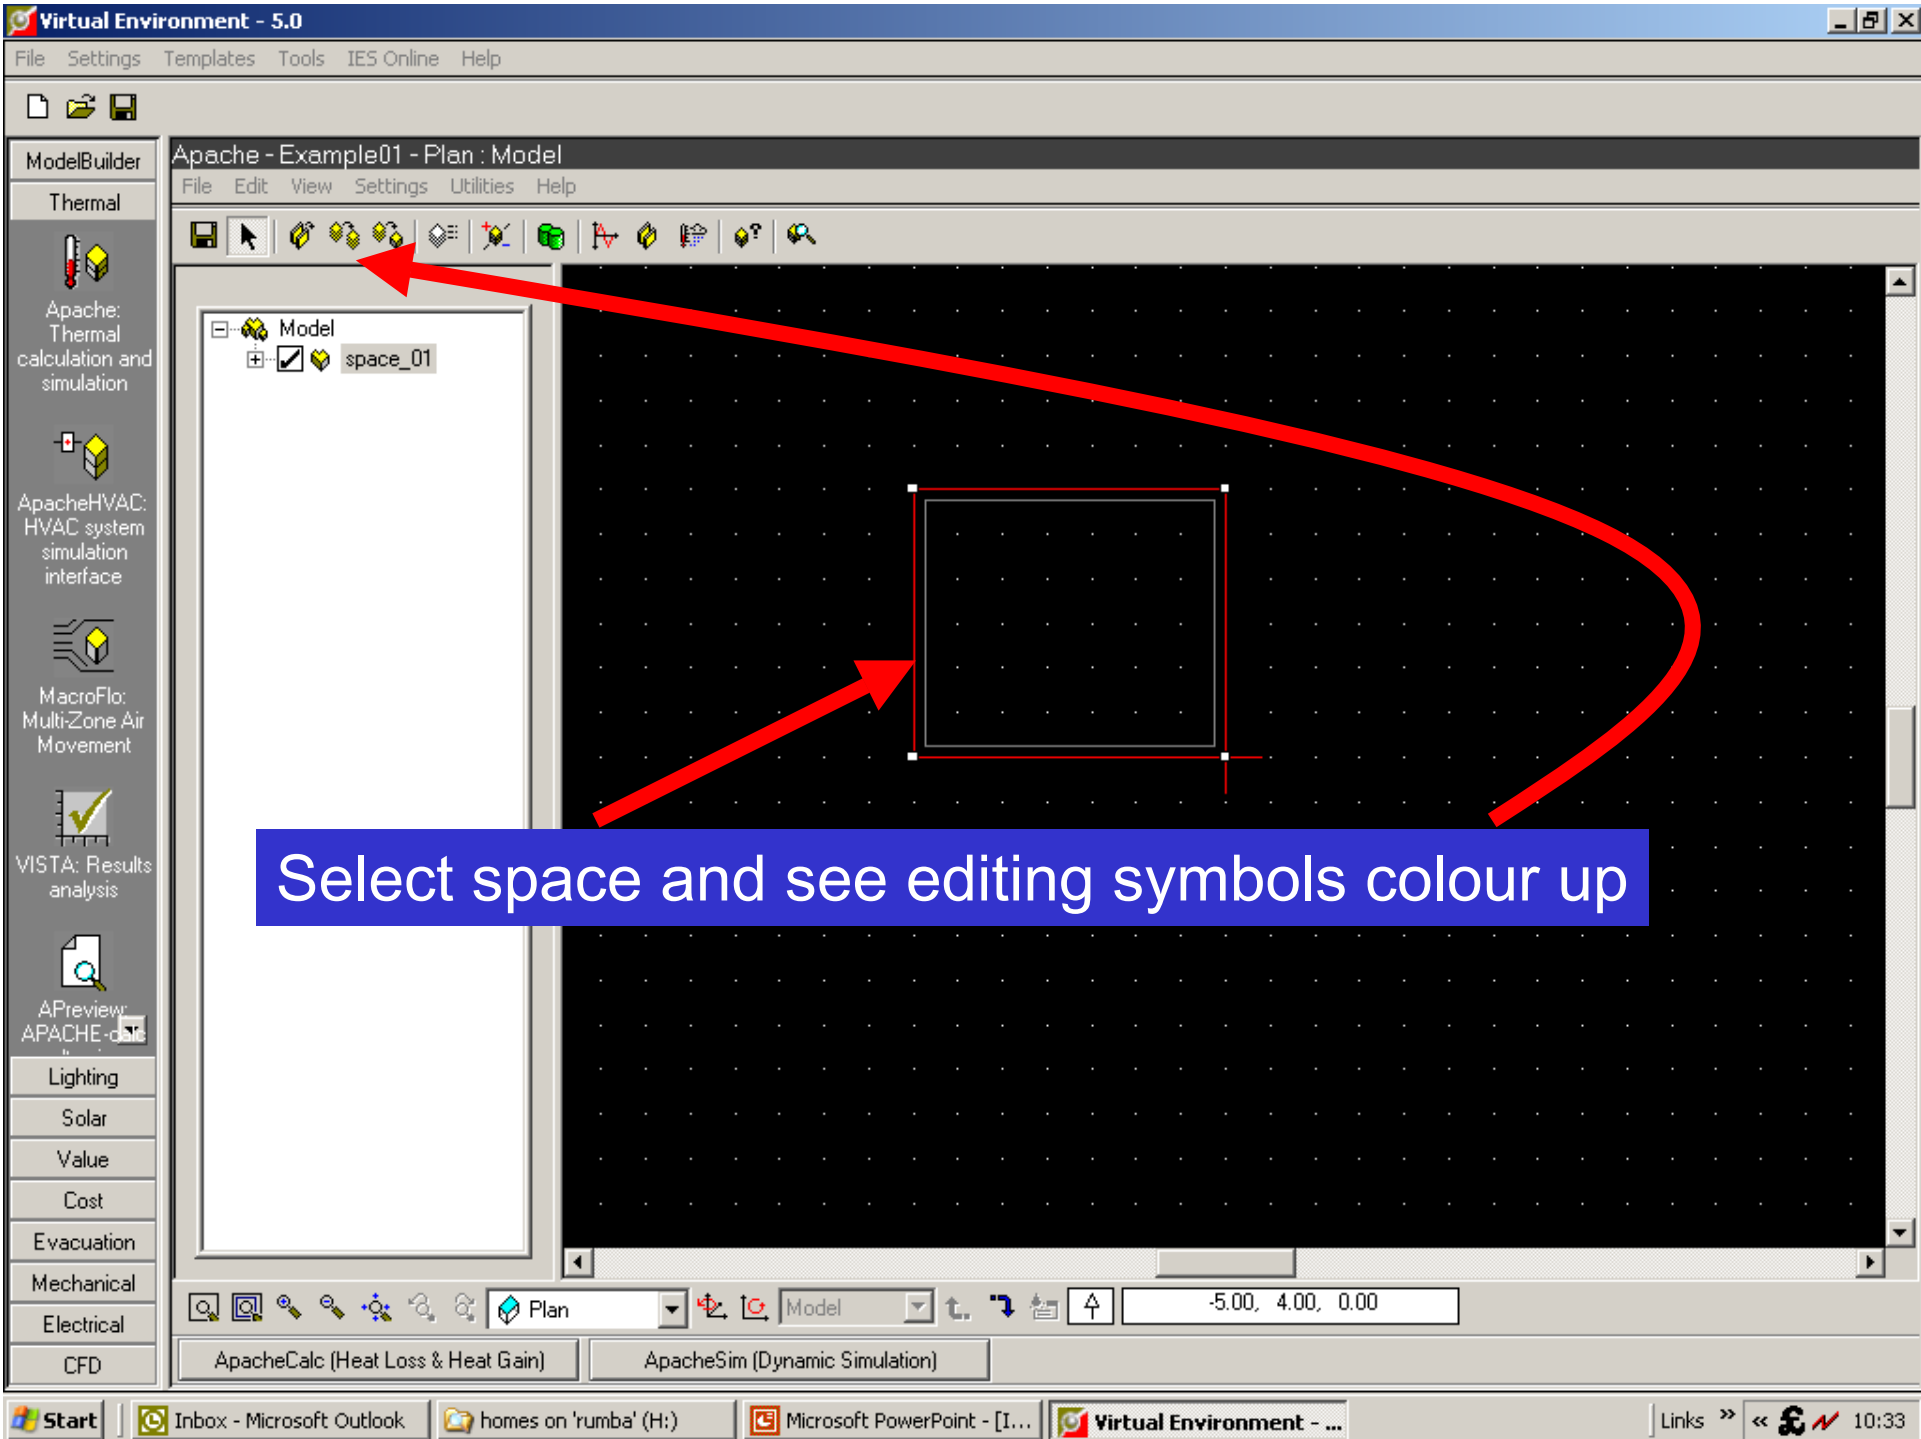 Virtual Environment - 5.0
File Settings Templates Tools IES Online Help
ModelBuilder
Thermal
Apache:
Thermal
calculation and
simulation
ApacheHVAC:
HVAC system
simulation
interface
MacroFlo:
Multi-Zone Air
Movement
VISTA: Results
analysis
APreview:
APACHE-calc
Lighting
Solar
Value
Cost
Evacuation
Mechanical
Electrical
CFD
Apache - Example01 - Plan : Model
File Edit View Settings Utilities Help
Model
space_01
Select space and see editing symbols colour up
Plan
Model
-5.00, 4.00, 0.00
ApacheCalc (Heat Loss & Heat Gain)
ApacheSim (Dynamic Simulation)
Start
Inbox - Microsoft Outlook
homes on 'rumba' (H:)
Microsoft PowerPoint - [I...
Virtual Environment - ...
Links »
« 10:33